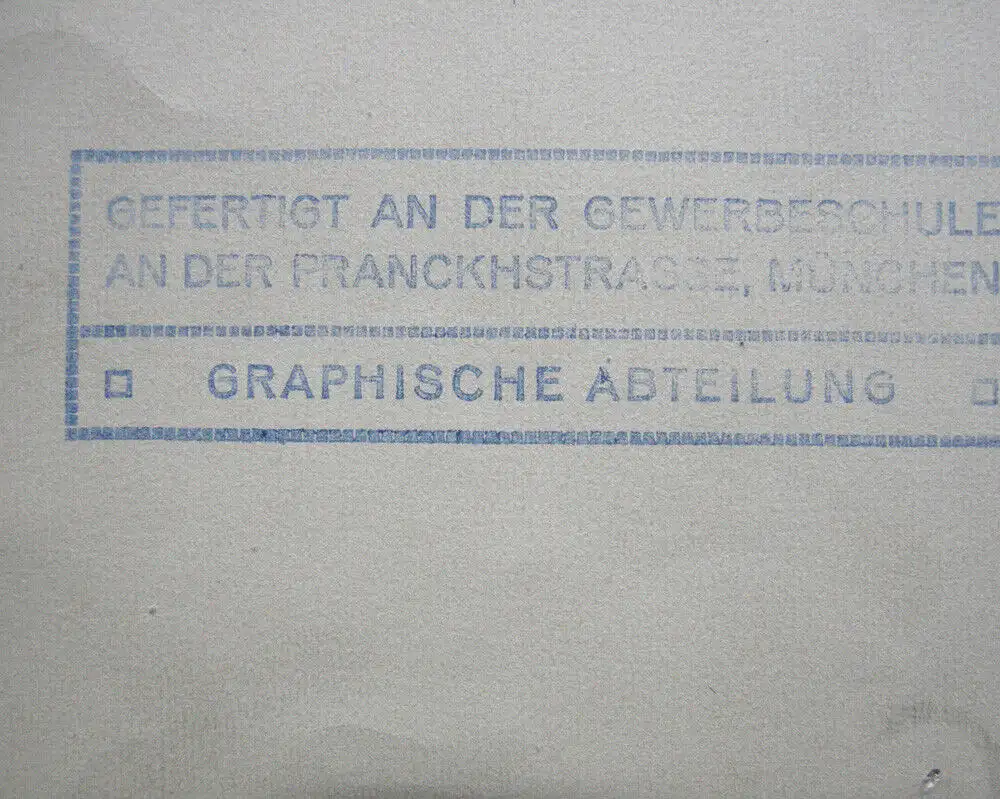 GEFERTIGT AN DER GEWERBESCHULE
AN DER PRANCKHSTRASSE, MÜNCHEN
GRAPHISCHE ABTEILUNG